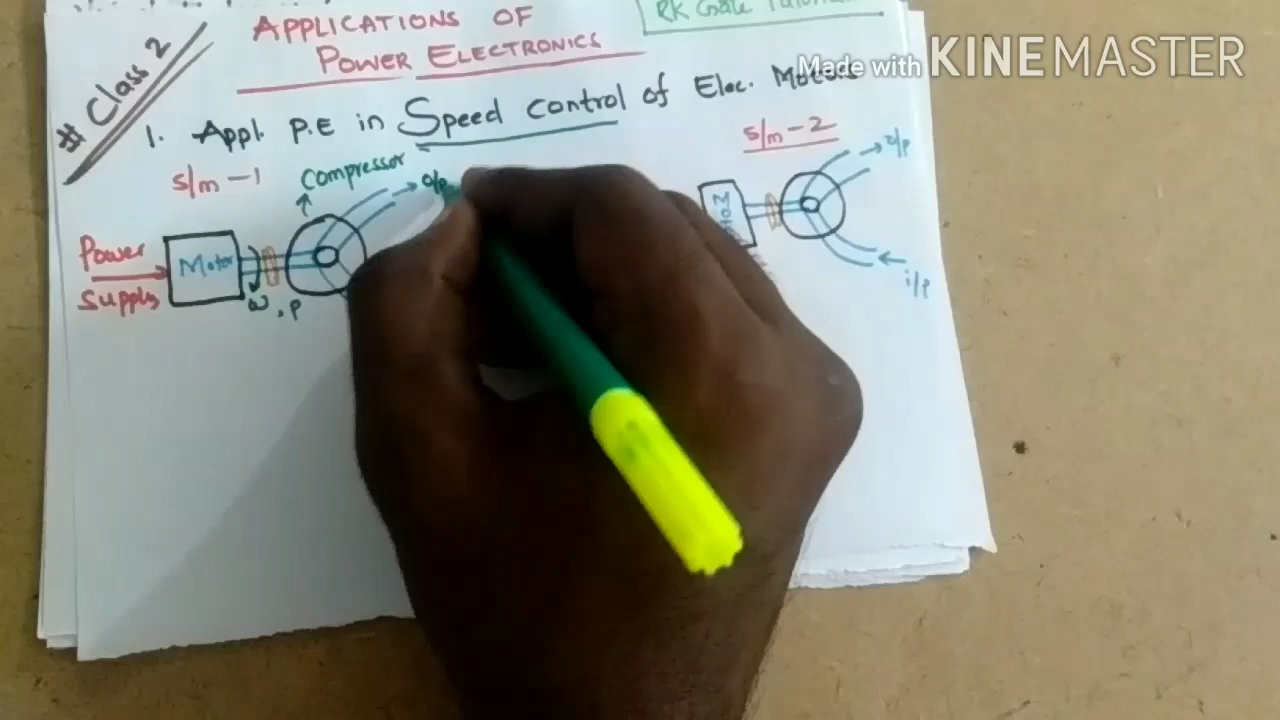 # Class 2
APPLICATIONS OF
POWER ELECTRONICS
RK Gate Tutorials
Made with KINEMASTER
1. Appl. P.E in Speed control of Elec. Motors
s/m - 1
compressor
o/p
Power
supply
Motor
ω, P
s/m - 2
o/p
Motor
i/p